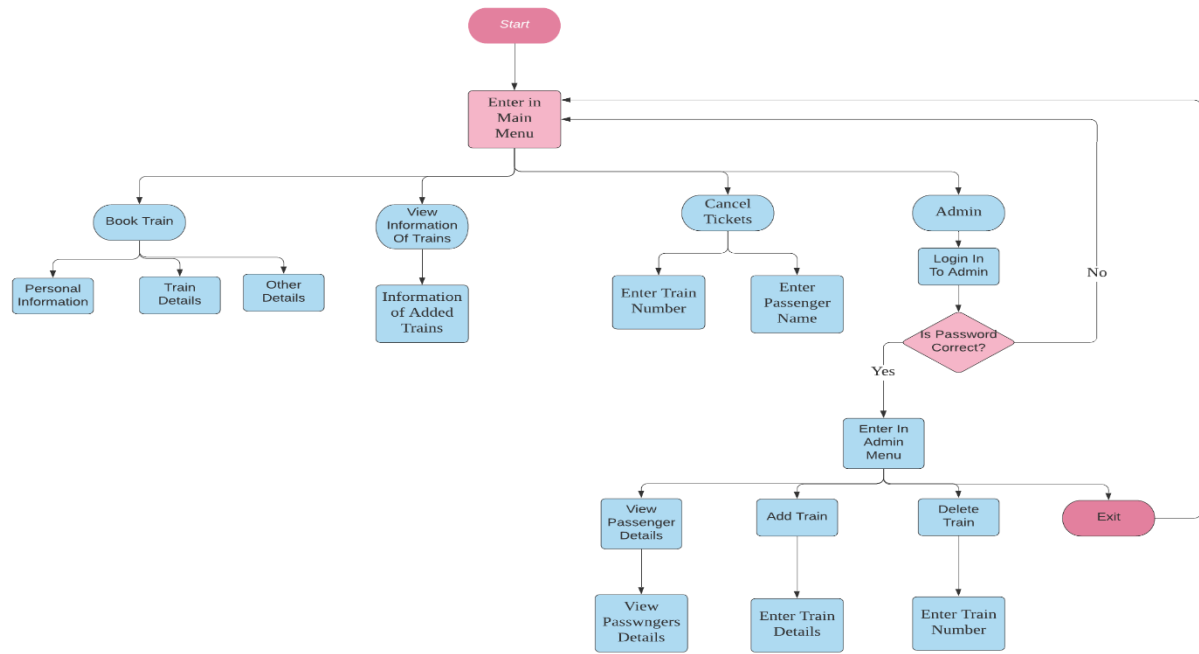 Start
Enter in
Main
Menu
Book Train
View
Information
Of Trains
Cancel
Tickets
Admin
Personal
Information
Train
Details
Other
Details
Information
of Added
Trains
Enter Train
Number
Enter
Passenger
Name
Login In
To Admin
No
Is Password
Correct?
Yes
Enter In
Admin
Menu
View
Passenger
Details
Add Train
Delete
Train
Exit
View
Passwngers
Details
Enter Train
Details
Enter Train
Number